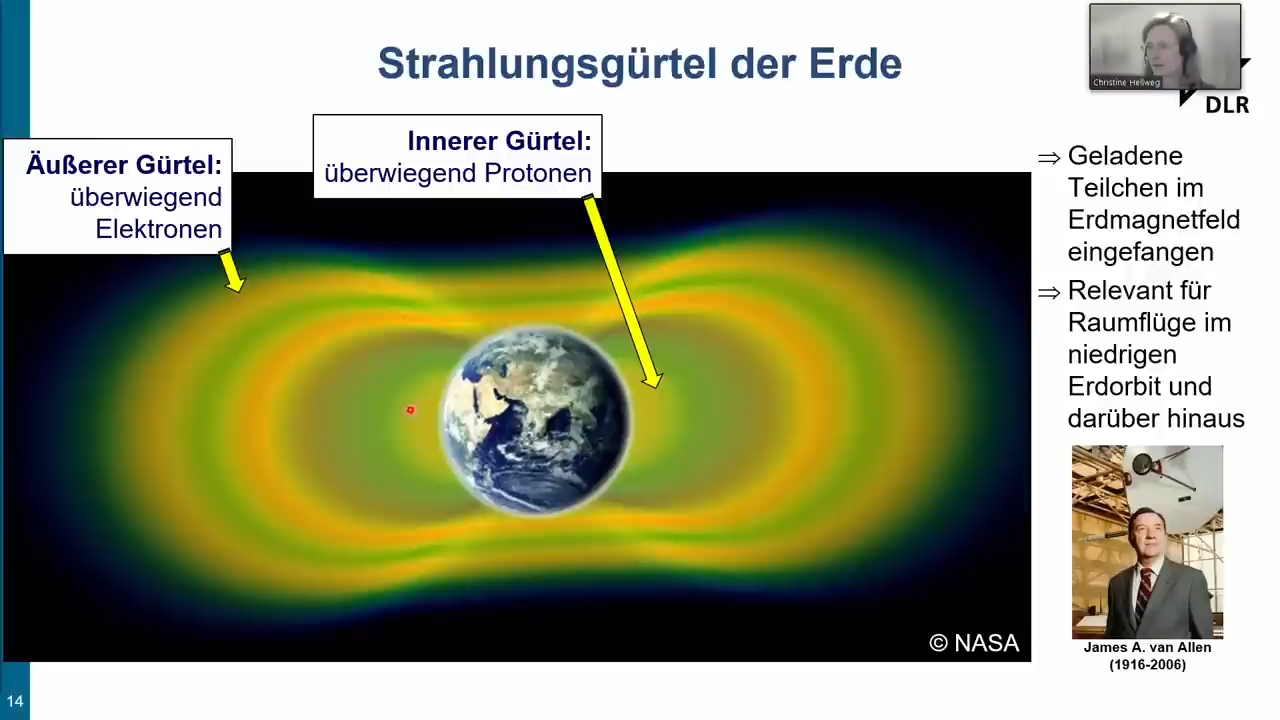 Strahlungsgürtel der Erde
Christine Hellweg
DLR
Äußerer Gürtel:
überwiegend
Elektronen
Innerer Gürtel:
überwiegend Protonen
⇒ Geladene
Teilchen im
Erdmagnetfeld
eingefangen
⇒ Relevant für
Raumflüge im
niedrigen
Erdorbit und
darüber hinaus
© NASA
James A. van Allen
(1916-2006)
14